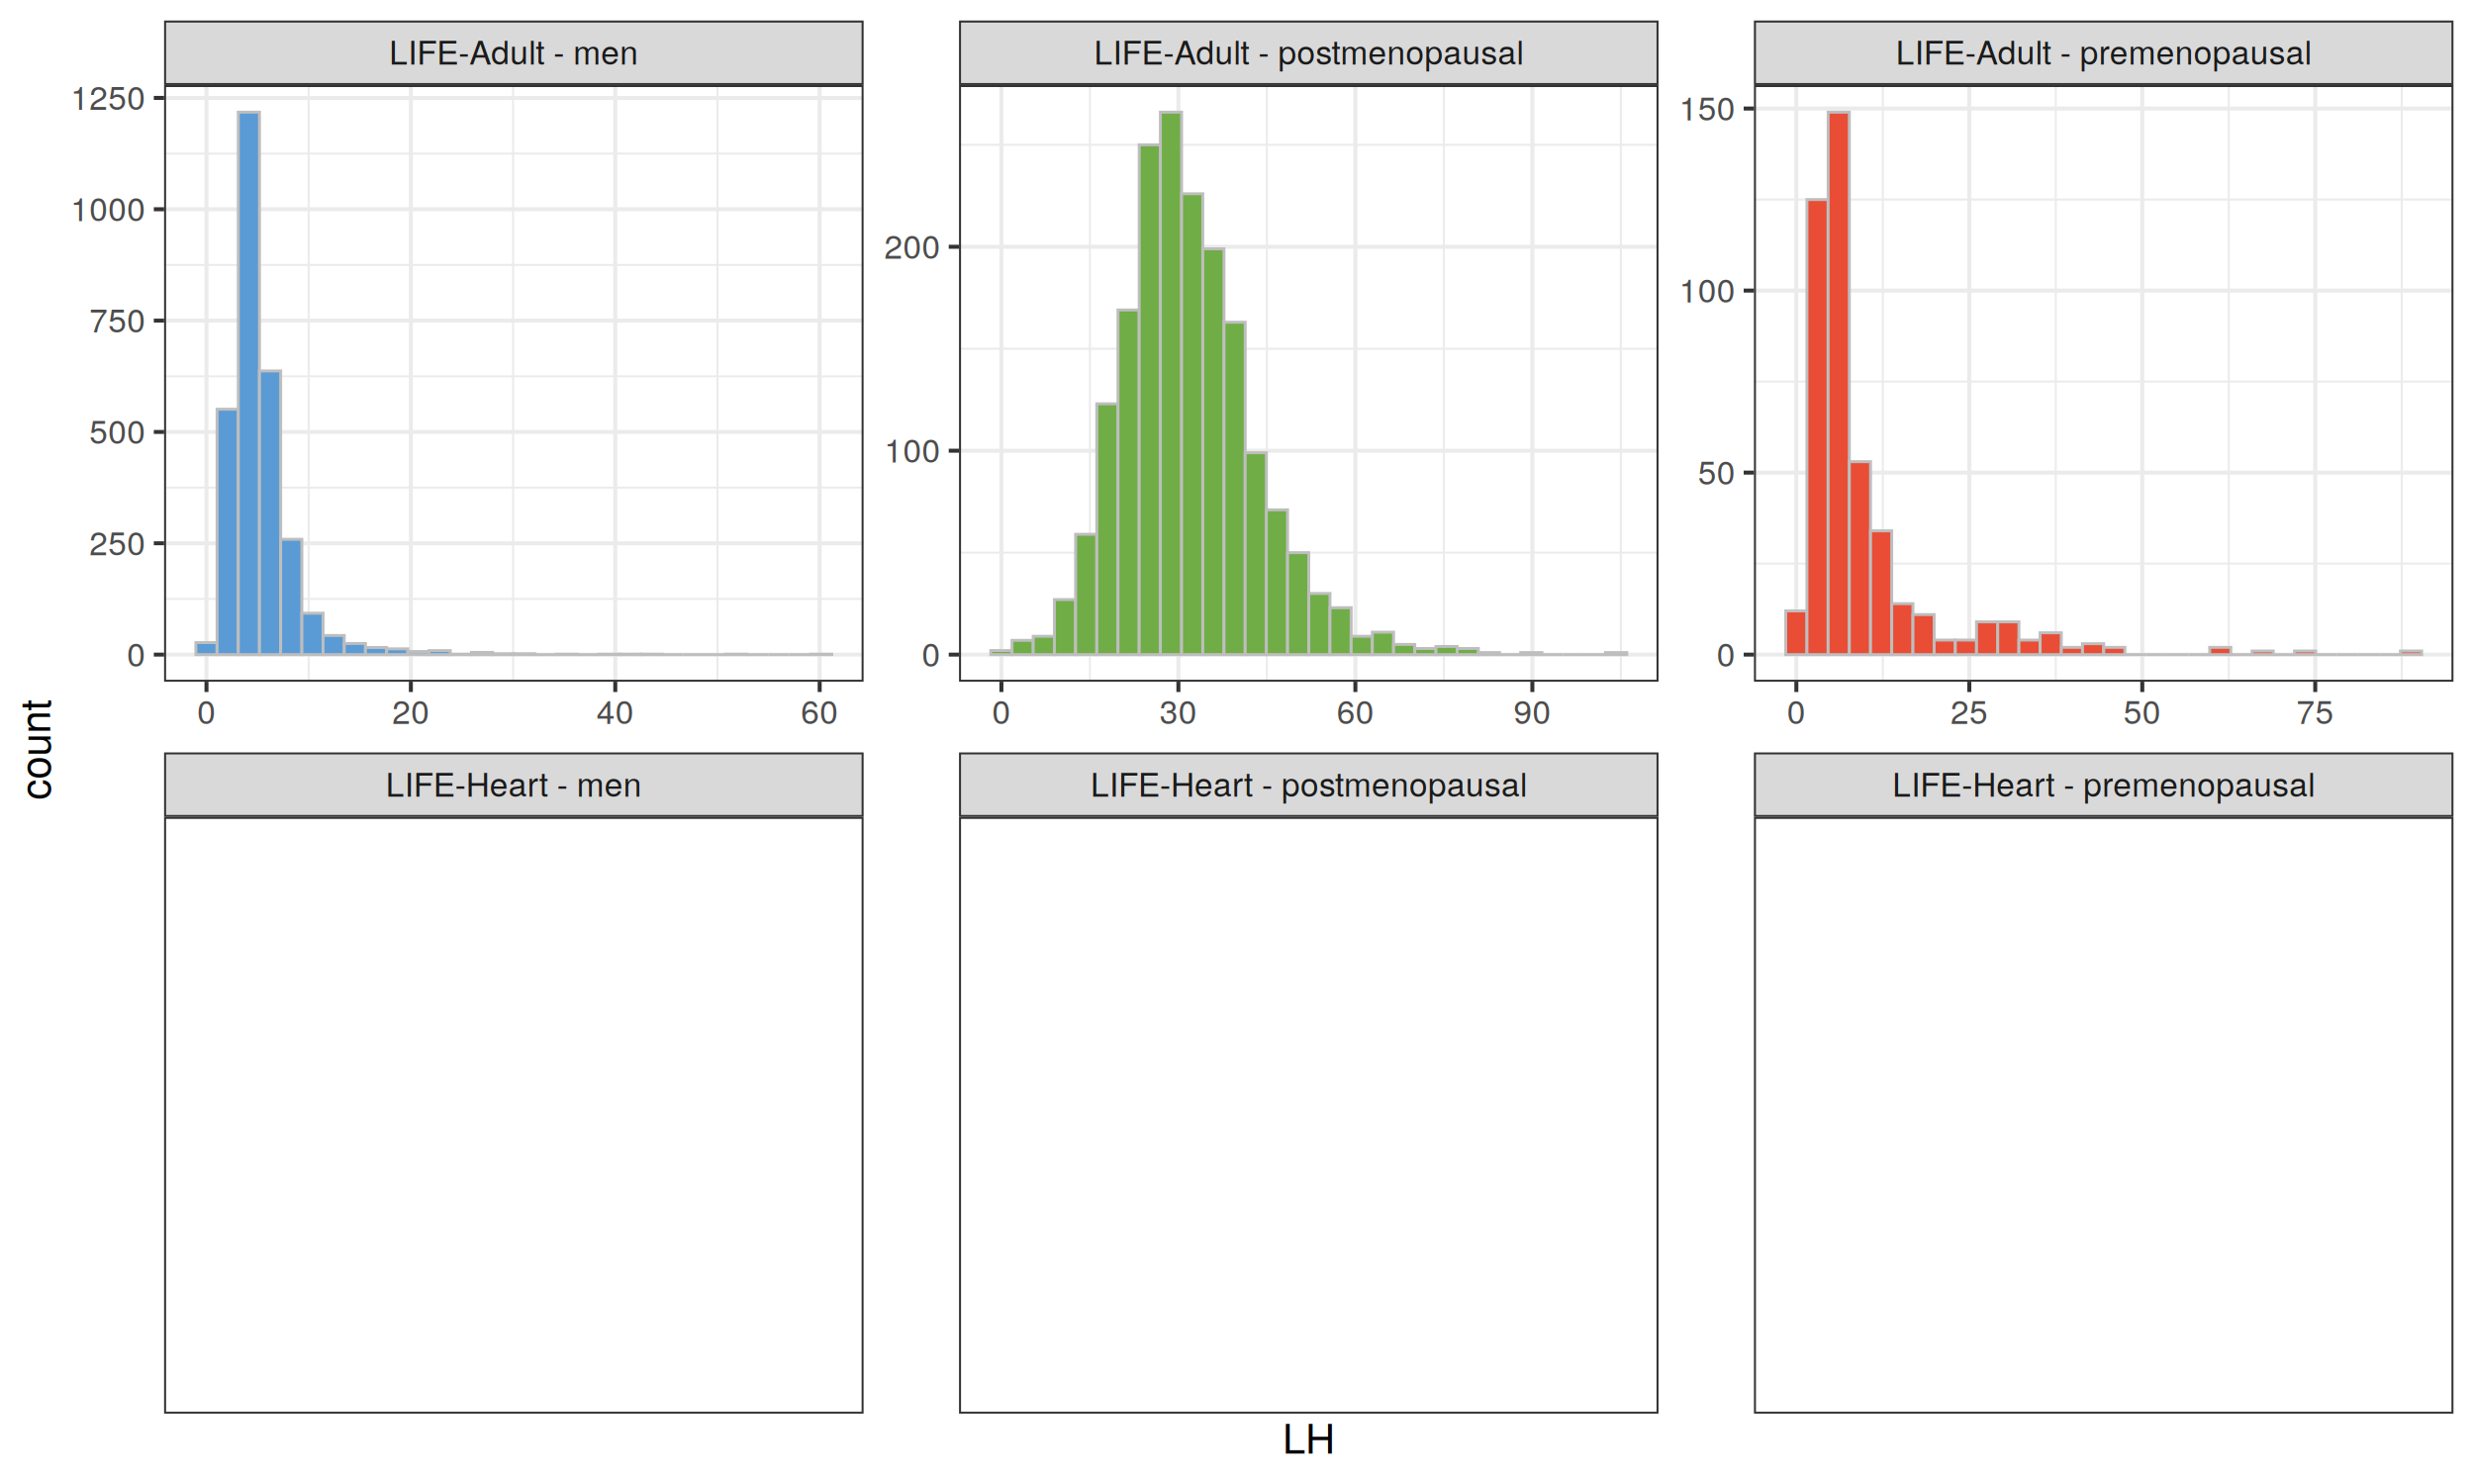 LIFE-Adult - men
LIFE-Adult - postmenopausal
LIFE-Adult - premenopausal
1250
1000
750
500
250
0
0 20 40 60
200
100
0
0 30 60 90
150
100
50
0
0 25 50 75
count
LIFE-Heart - men
LIFE-Heart - postmenopausal
LIFE-Heart - premenopausal
LH